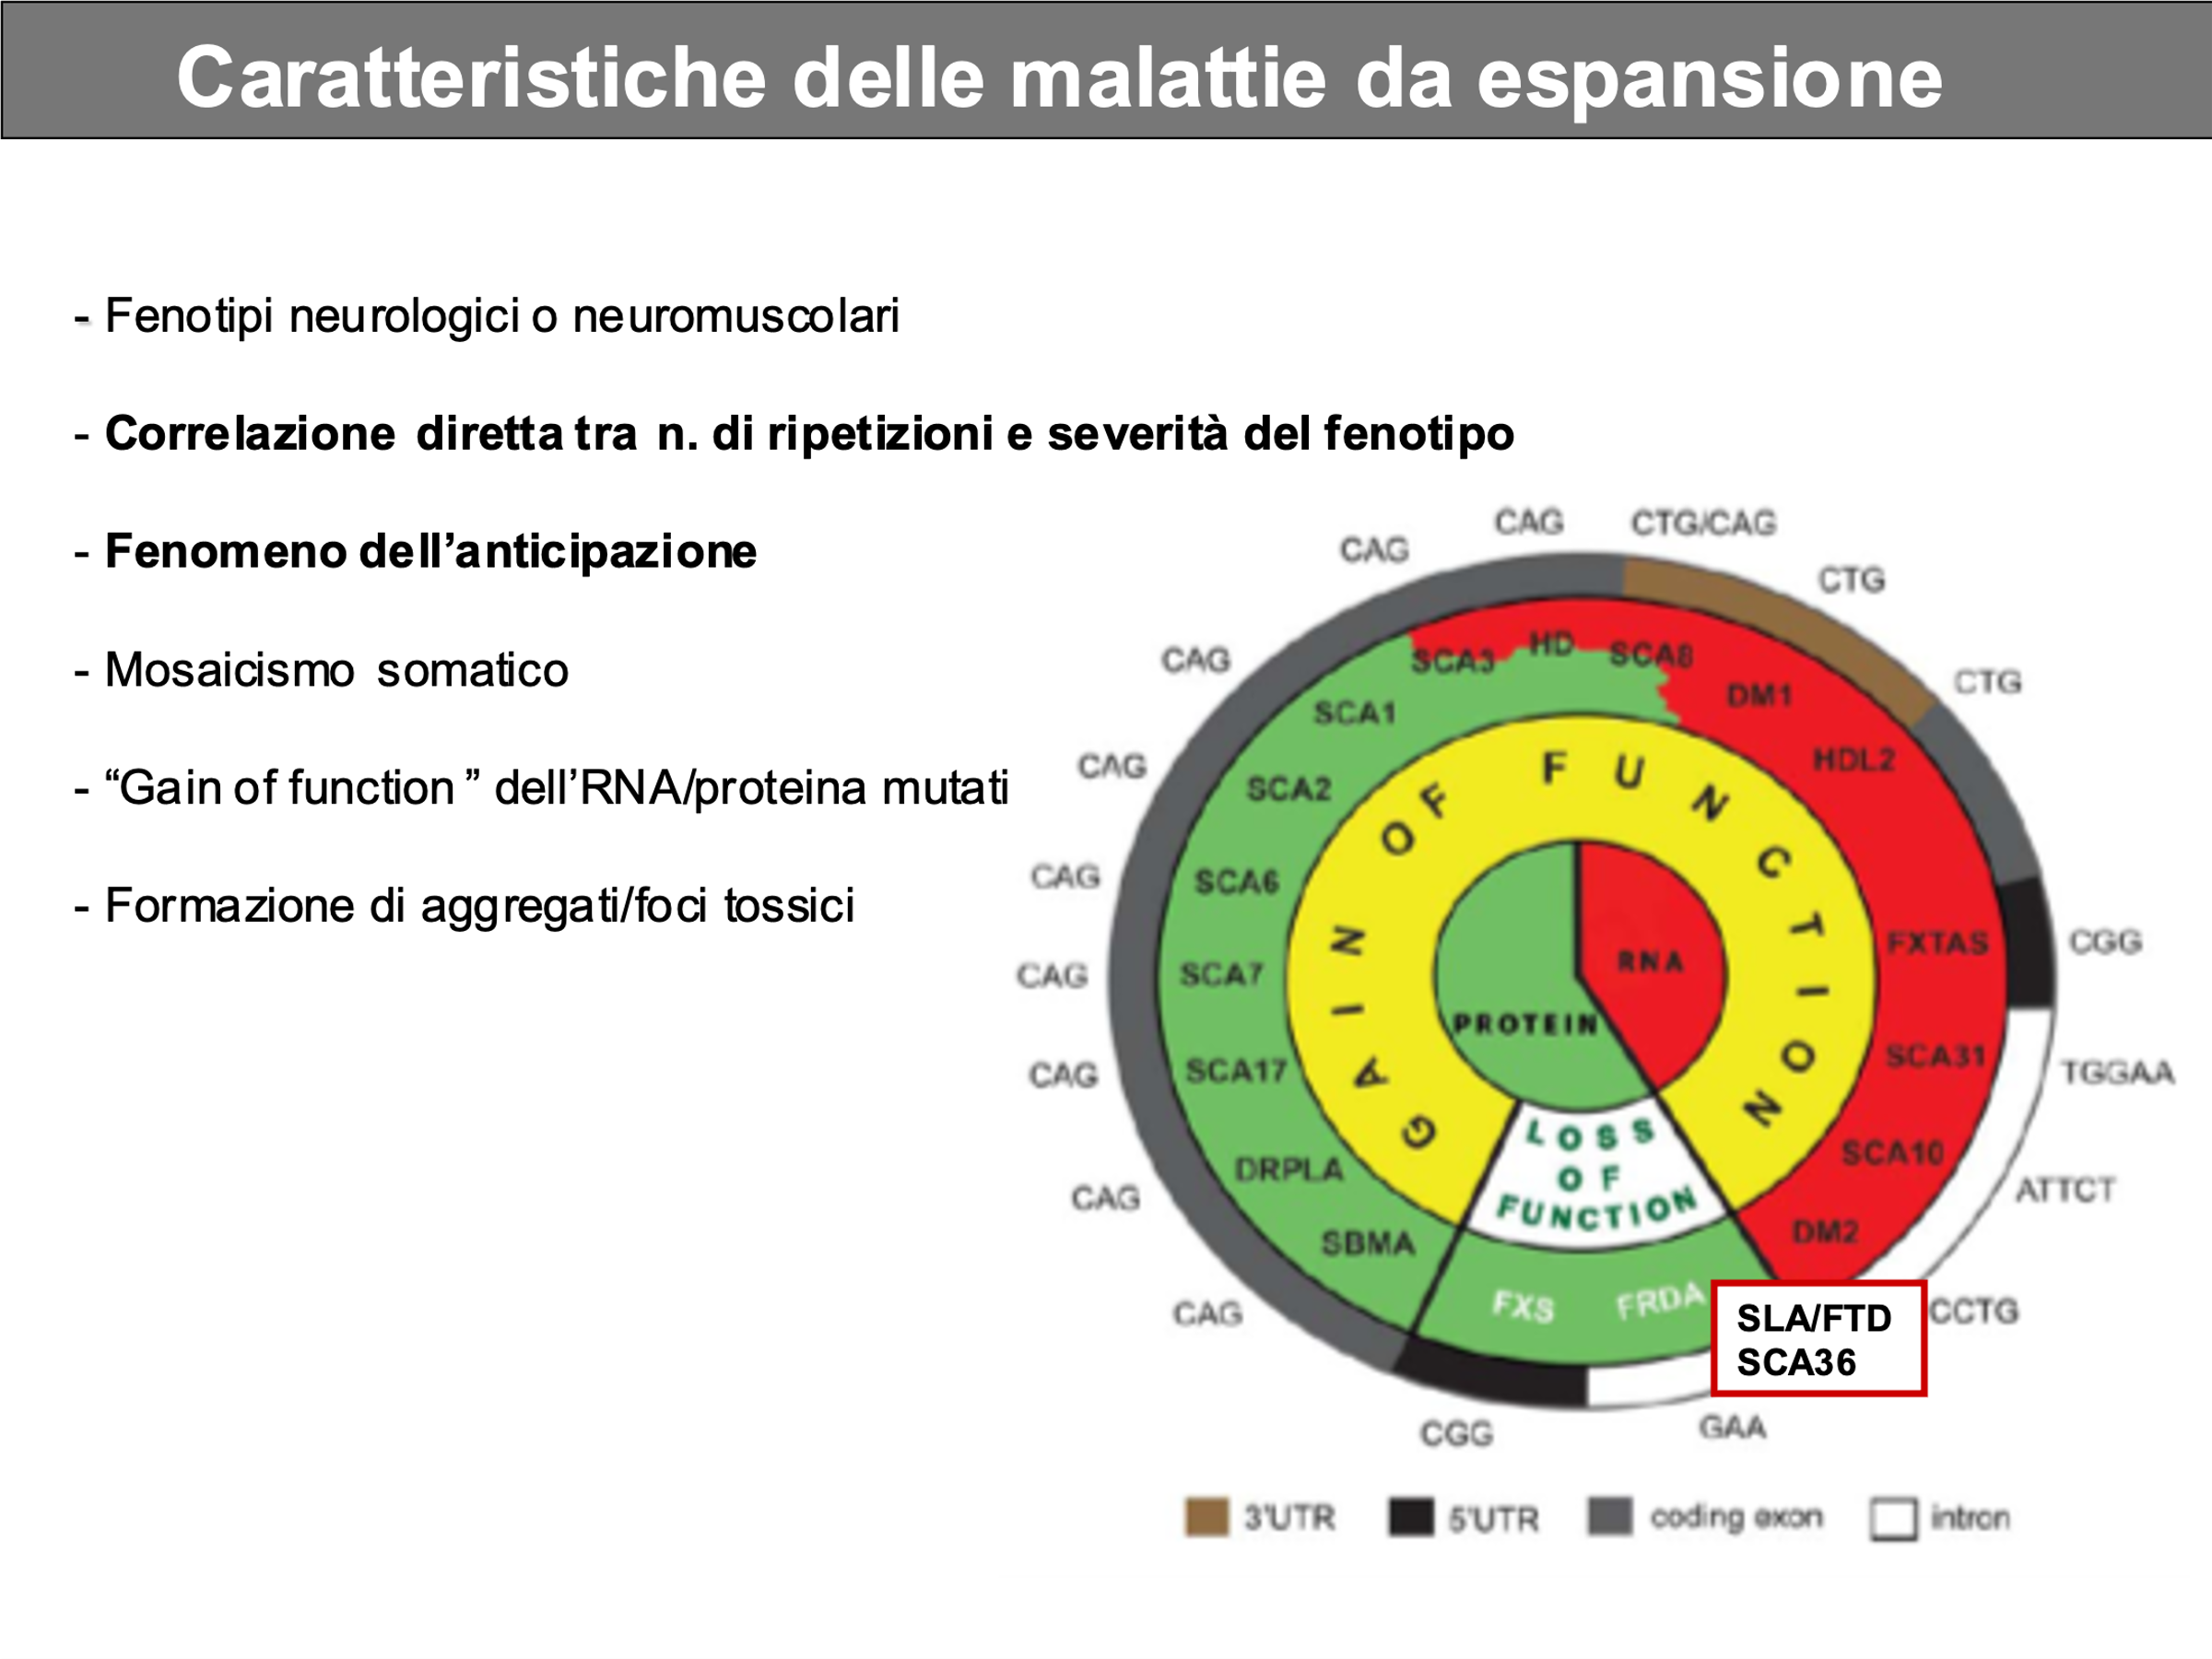 Caratteristiche delle malattie da espansione
- Fenotipi neurologici o neuromuscolari
- Correlazione diretta tra n. di ripetizioni e severità del fenotipo
- Fenomeno dell’anticipazione
- Mosaicismo somatico
- “Gain of function ” dell’RNA/proteina mutati
- Formazione di aggregati/foci tossici
CAG
CTG/CAG
CAG
CTG
CAG
CTG
CAG
CAG
CGG
CAG
TGGAA
CAG
CAG
ATTCT
CAG
CCTG
CGG
GAA
SCA3
HD
SCA8
SCA1
DM1
SCA2
HDL2
SCA6
FXTAS
SCA7
SCA31
SCA17
SCA10
DRPLA
DM2
SBMA
FXS
FRDA
GAIN OF FUNCTION
RNA
PROTEIN
LOSS
OF
FUNCTION
SLA/FTD
SCA36
3'UTR
5'UTR
coding exon
intron